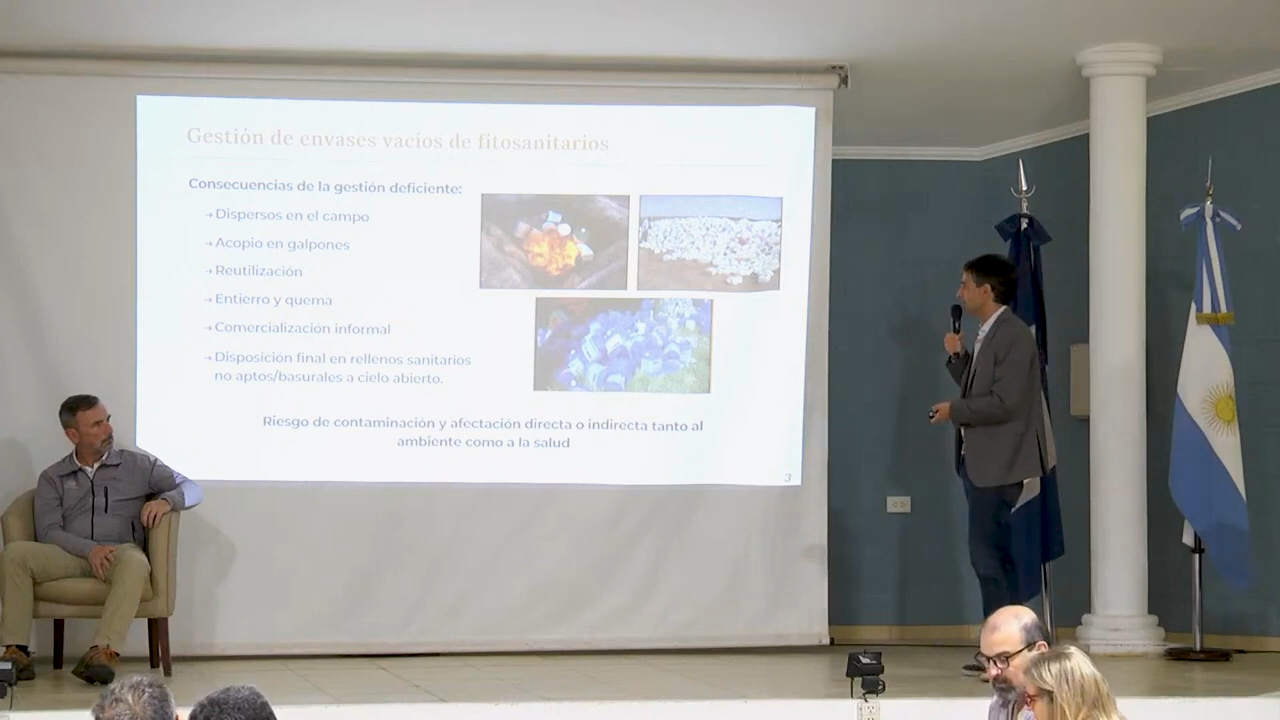 Gestión de envases vacíos de fitosanitarios
Consecuencias de la gestión deficiente:
→Dispersos en el campo
→Acopio en galpones
→Reutilización
→Entierro y quema
→Comercialización informal
→Disposición final en rellenos sanitarios
no aptos/basurales a cielo abierto.
Riesgo de contaminación y afectación directa o indirecta tanto al
ambiente como a la salud
3